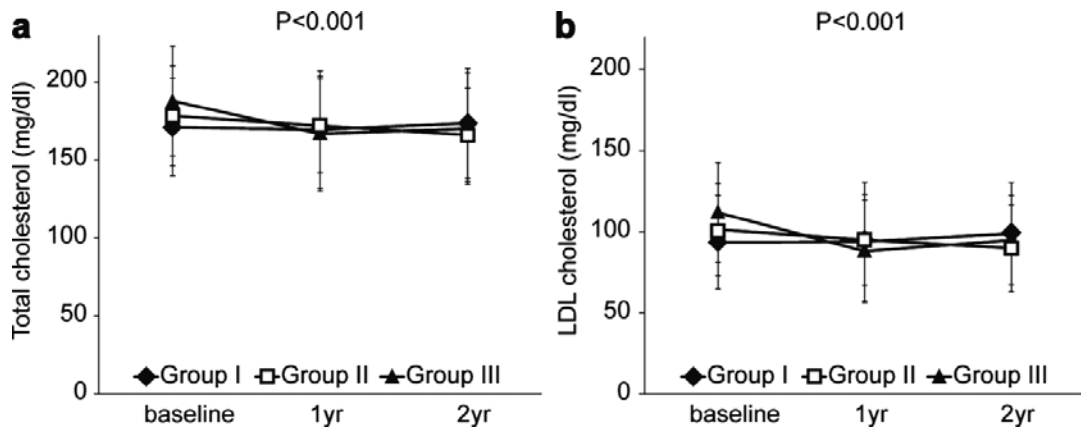 a
P<0.001
Total cholesterol (mg/dl)
200
150
100
50
0
Group I
Group II
Group III
baseline
1yr
2yr
b
P<0.001
LDL cholesterol (mg/dl)
200
150
100
50
0
Group I
Group II
Group III
baseline
1yr
2yr